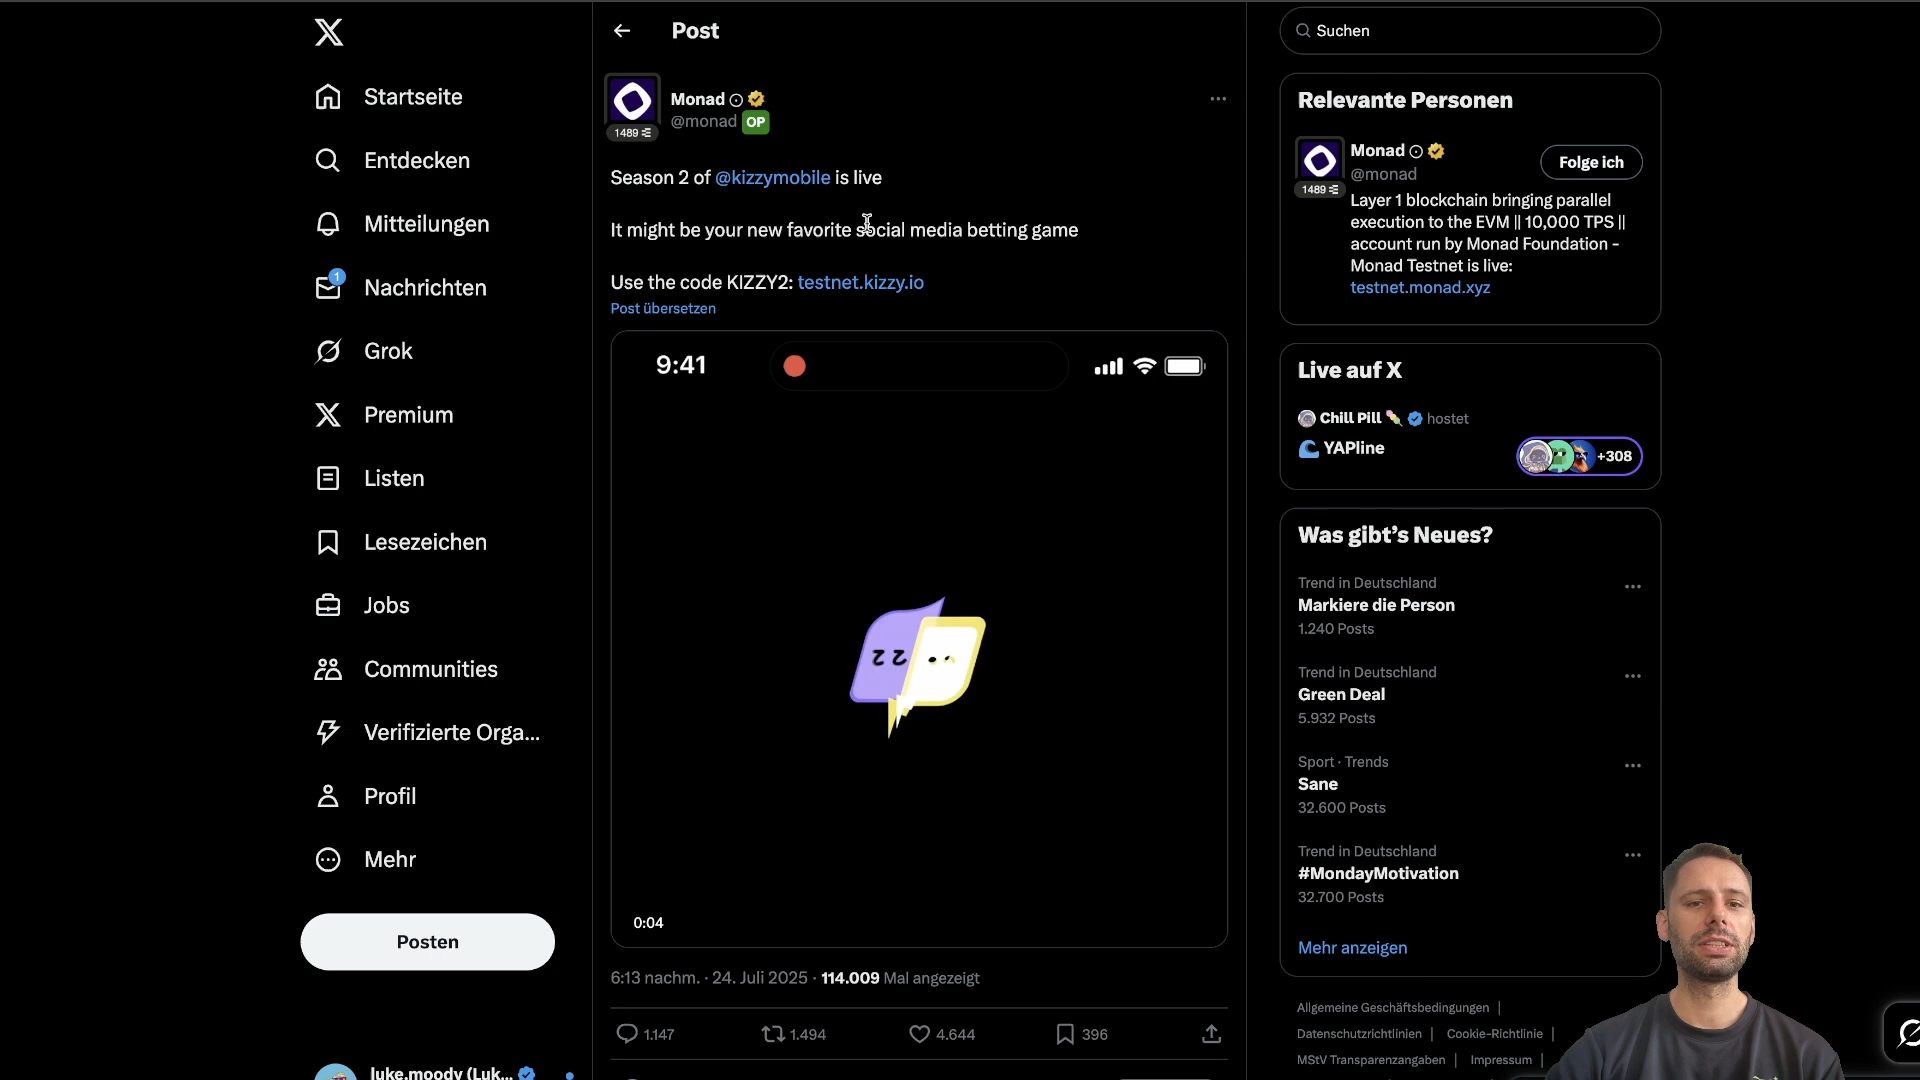 Startseite
Entdecken
Mitteilungen
1
Nachrichten
Grok
Premium
Listen
Lesezeichen
Jobs
Communities
Verifizierte Orga...
Profil
Mehr
Posten
luke.moody (Luk...
Post
Monad
@monad OP
1489
Season 2 of @kizzymobile is live
It might be your new favorite social media betting game
Use the code KIZZY2: testnet.kizzy.io
Post übersetzen
9:41
0:04
6:13 nachm. · 24. Juli 2025 · 114.009 Mal angezeigt
1.147 1.494 4.644 396
Suchen
Relevante Personen
Monad
@monad
Folge ich
1489
Layer 1 blockchain bringing parallel
execution to the EVM || 10,000 TPS ||
account run by Monad Foundation -
Monad Testnet is live:
testnet.monad.xyz
Live auf X
Chill Pill hostet
YAPline
+308
Was gibt's Neues?
Trend in Deutschland
Markiere die Person
1.240 Posts
Trend in Deutschland
Green Deal
5.932 Posts
Sport · Trends
Sane
32.600 Posts
Trend in Deutschland
#MondayMotivation
32.700 Posts
Mehr anzeigen
Allgemeine Geschäftsbedingungen |
Datenschutzrichtlinien | Cookie-Richtlinie |
MStV Transparenzangaben | Impressum |